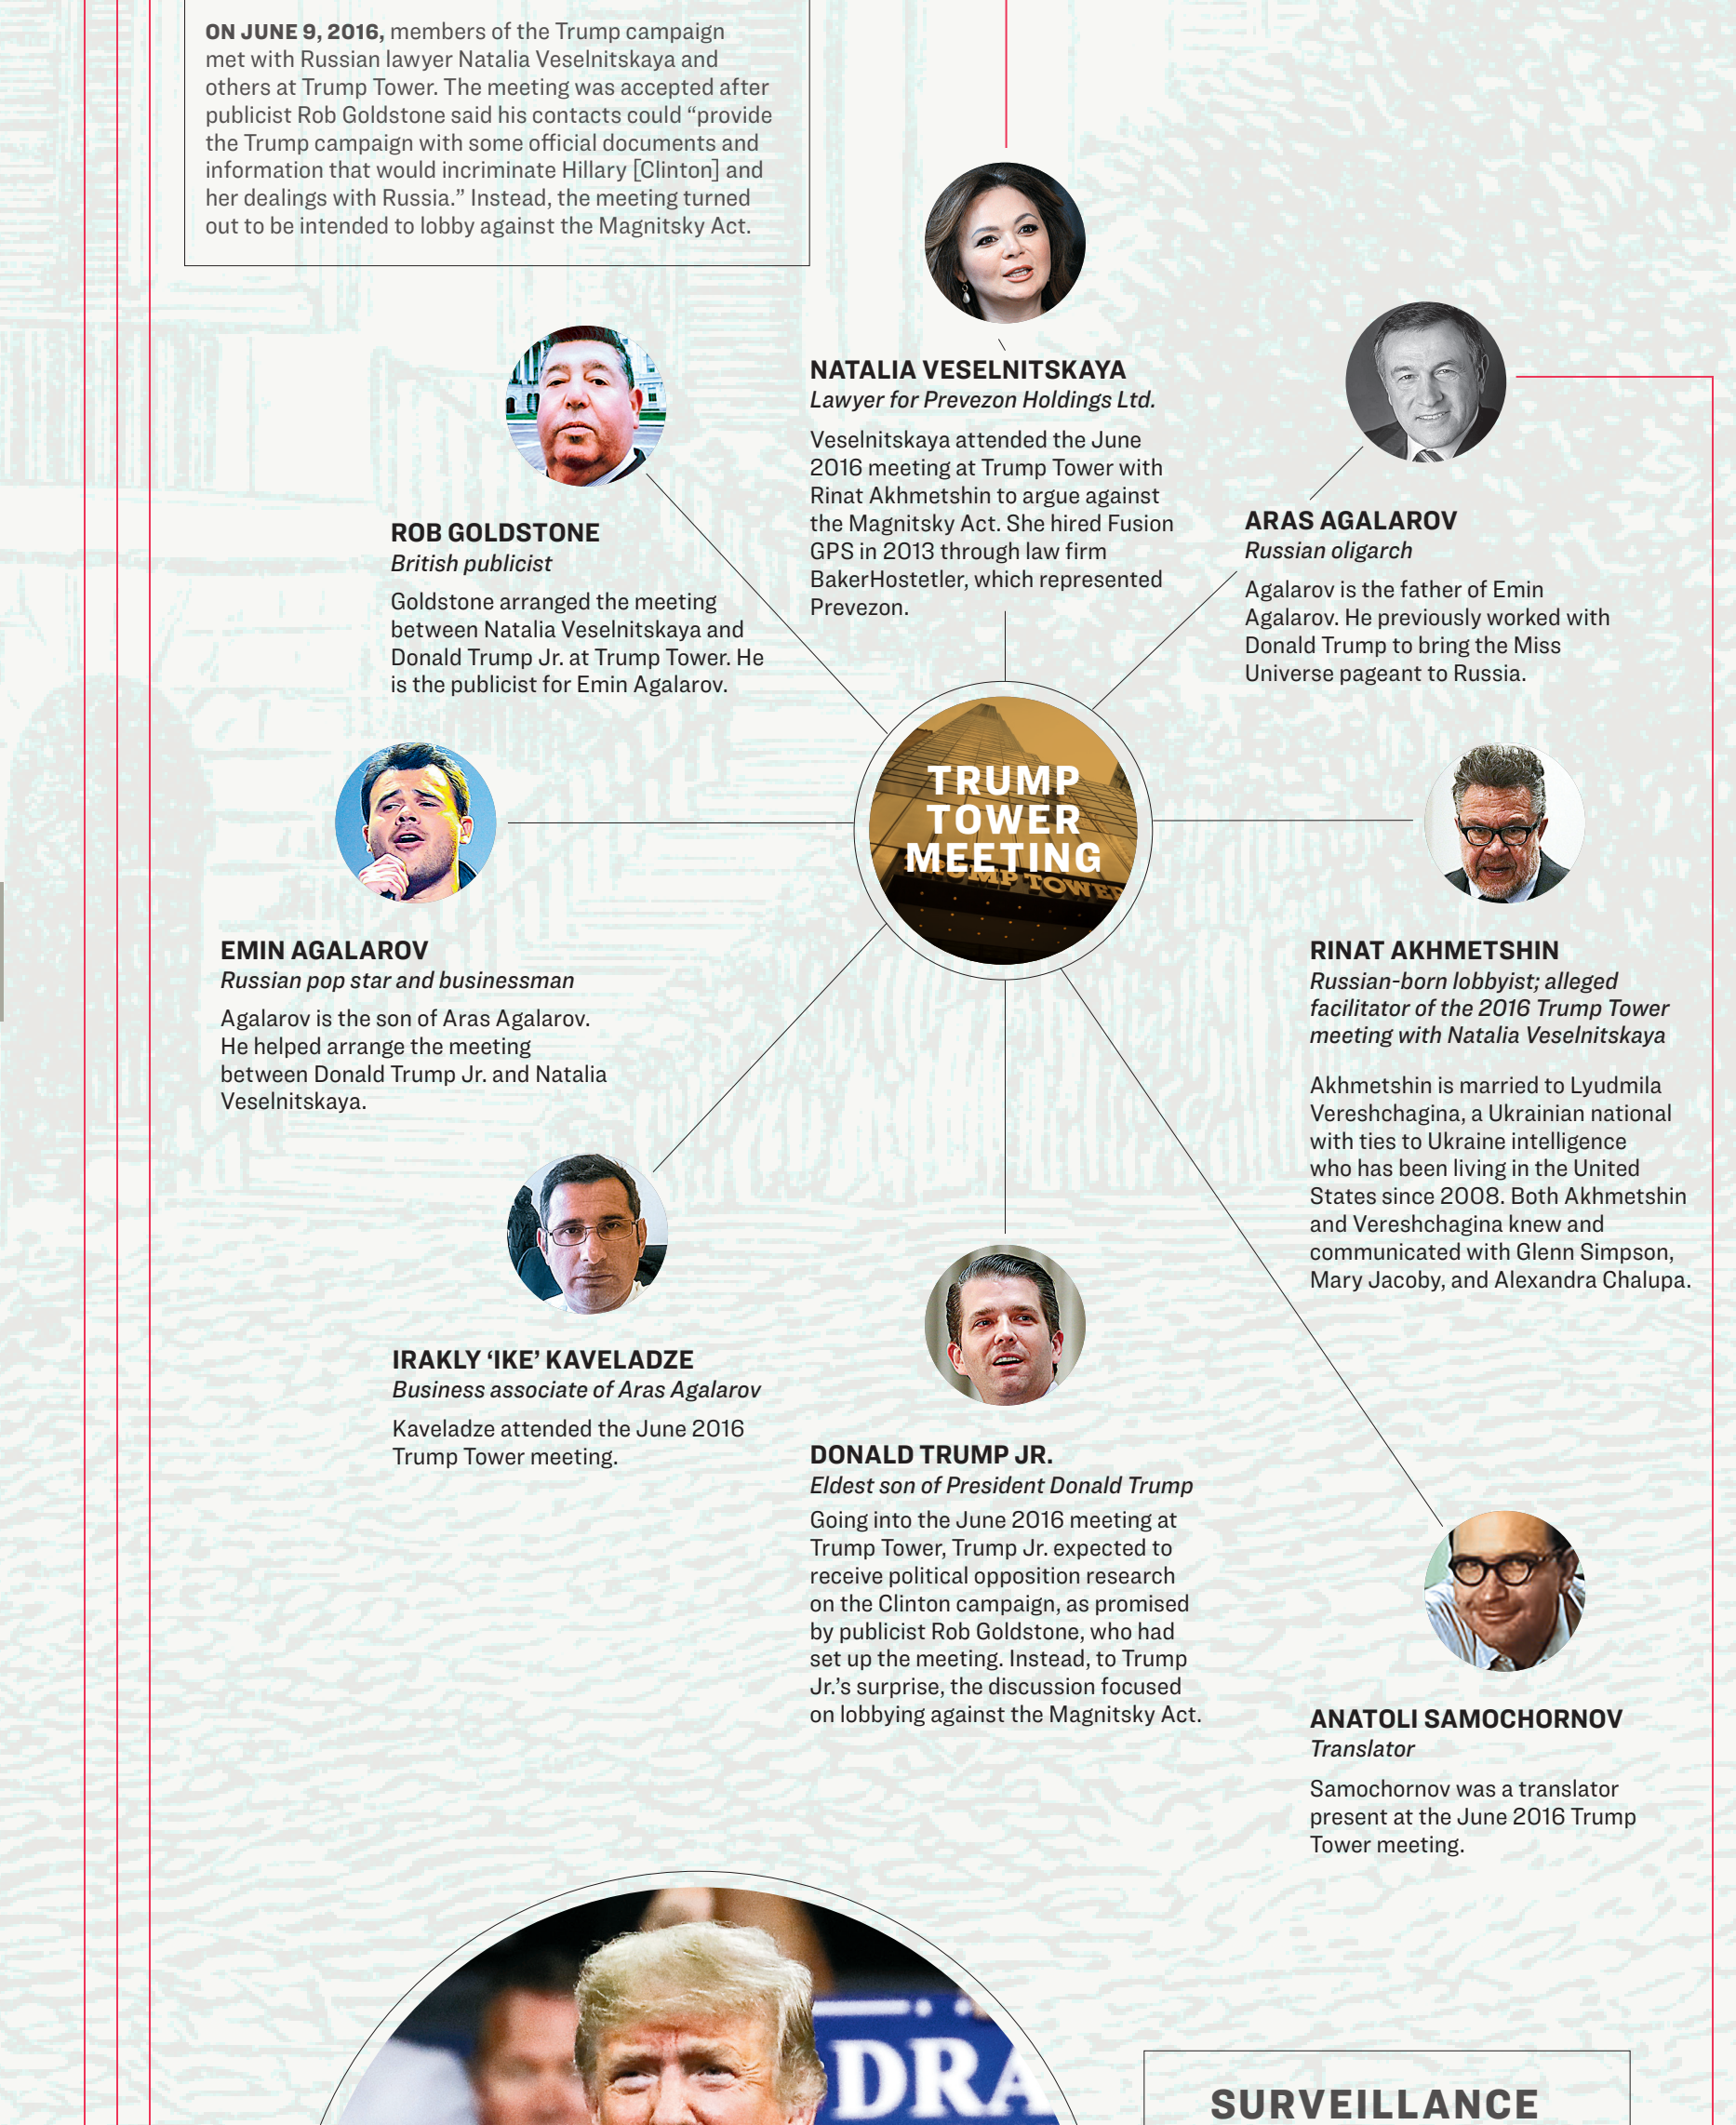 ON JUNE 9, 2016, members of the Trump campaign
met with Russian lawyer Natalia Veselnitskaya and
others at Trump Tower. The meeting was accepted after
publicist Rob Goldstone said his contacts could “provide
the Trump campaign with some official documents and
information that would incriminate Hillary [Clinton] and
her dealings with Russia.” Instead, the meeting turned
out to be intended to lobby against the Magnitsky Act.
NATALIA VESELNITSKAYA
Lawyer for Prevezon Holdings Ltd.
Veselnitskaya attended the June
2016 meeting at Trump Tower with
Rinat Akhmetshin to argue against
the Magnitsky Act. She hired Fusion
GPS in 2013 through law firm
BakerHostetler, which represented
Prevezon.
ROB GOLDSTONE
British publicist
Goldstone arranged the meeting
between Natalia Veselnitskaya and
Donald Trump Jr. at Trump Tower. He
is the publicist for Emin Agalarov.
ARAS AGALAROV
Russian oligarch
Agalarov is the father of Emin
Agalarov. He previously worked with
Donald Trump to bring the Miss
Universe pageant to Russia.
TRUMP
TOWER
MEETING
TRUMP TOWER
EMIN AGALAROV
Russian pop star and businessman
Agalarov is the son of Aras Agalarov.
He helped arrange the meeting
between Donald Trump Jr. and Natalia
Veselnitskaya.
RINAT AKHMETSHIN
Russian-born lobbyist; alleged
facilitator of the 2016 Trump Tower
meeting with Natalia Veselnitskaya
Akhmetshin is married to Lyudmila
Vereshchagina, a Ukrainian national
with ties to Ukraine intelligence
who has been living in the United
States since 2008. Both Akhmetshin
and Vereshchagina knew and
communicated with Glenn Simpson,
Mary Jacoby, and Alexandra Chalupa.
IRAKLY ‘IKE’ KAVELADZE
Business associate of Aras Agalarov
Kaveladze attended the June 2016
Trump Tower meeting.
DONALD TRUMP JR.
Eldest son of President Donald Trump
Going into the June 2016 meeting at
Trump Tower, Trump Jr. expected to
receive political opposition research
on the Clinton campaign, as promised
by publicist Rob Goldstone, who had
set up the meeting. Instead, to Trump
Jr.’s surprise, the discussion focused
on lobbying against the Magnitsky Act.
ANATOLI SAMOCHORNOV
Translator
Samochornov was a translator
present at the June 2016 Trump
Tower meeting.
DRA
SURVEILLANCE